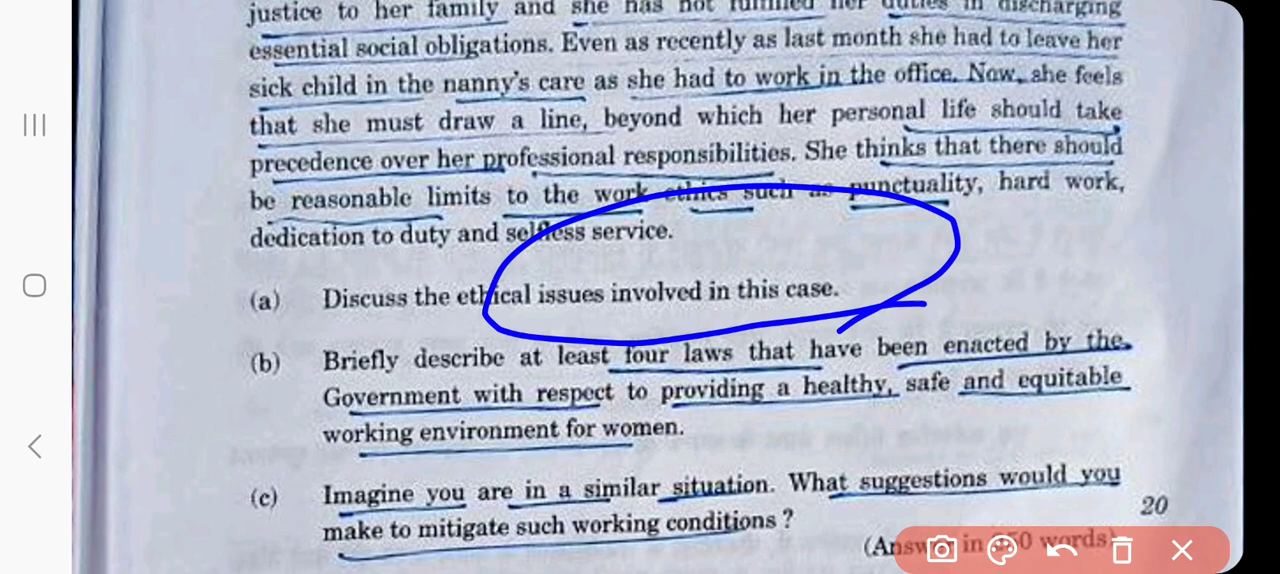 justice to her family and she has not fulfilled her duties in discharging
essential social obligations. Even as recently as last month she had to leave her
sick child in the nanny's care as she had to work in the office. Now, she feels
that she must draw a line, beyond which her personal life should take
precedence over her professional responsibilities. She thinks that there should
be reasonable limits to the work ethics such as punctuality, hard work,
dedication to duty and selfless service.
(a) Discuss the ethical issues involved in this case.
(b) Briefly describe at least four laws that have been enacted by the
Government with respect to providing a healthy, safe and equitable
working environment for women.
(c) Imagine you are in a similar situation. What suggestions would you
make to mitigate such working conditions ?
20
(Answer in words)